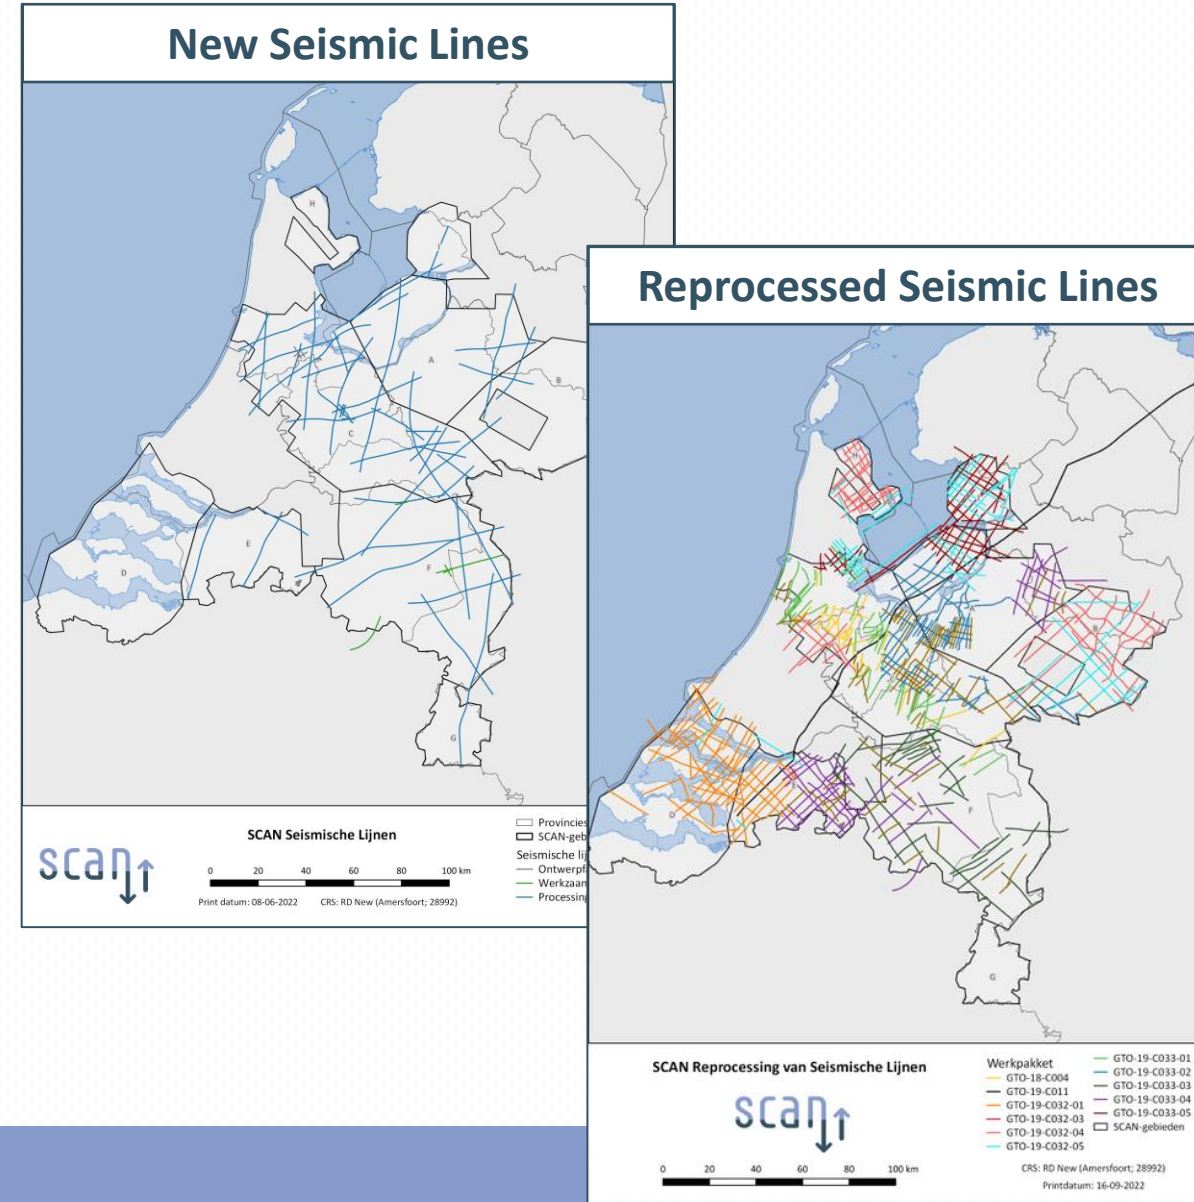 New Seismic Lines
H
A
B
C
D
E
F
G
SCAN Seismische Lijnen
scan
0 20 40 60 80 100 km
Print datum: 08-06-2022 CRS: RD New (Amersfoort; 28992)
Provincies
SCAN-geb
Seismische lij
Ontwerpf
Werkzaan
Processing
Reprocessed Seismic Lines
H
A
B
C
D
E
F
G
SCAN Reprocessing van Seismische Lijnen
scan
0 20 40 60 80 100 km
Werkpakket
GTO-18-C004
GTO-19-C011
GTO-19-C032-01
GTO-19-C032-03
GTO-19-C032-04
GTO-19-C032-05
GTO-19-C033-01
GTO-19-C033-02
GTO-19-C033-03
GTO-19-C033-04
GTO-19-C033-05
SCAN-gebieden
CRS: RD New (Amersfoort; 28992)
Printdatum: 16-09-2022